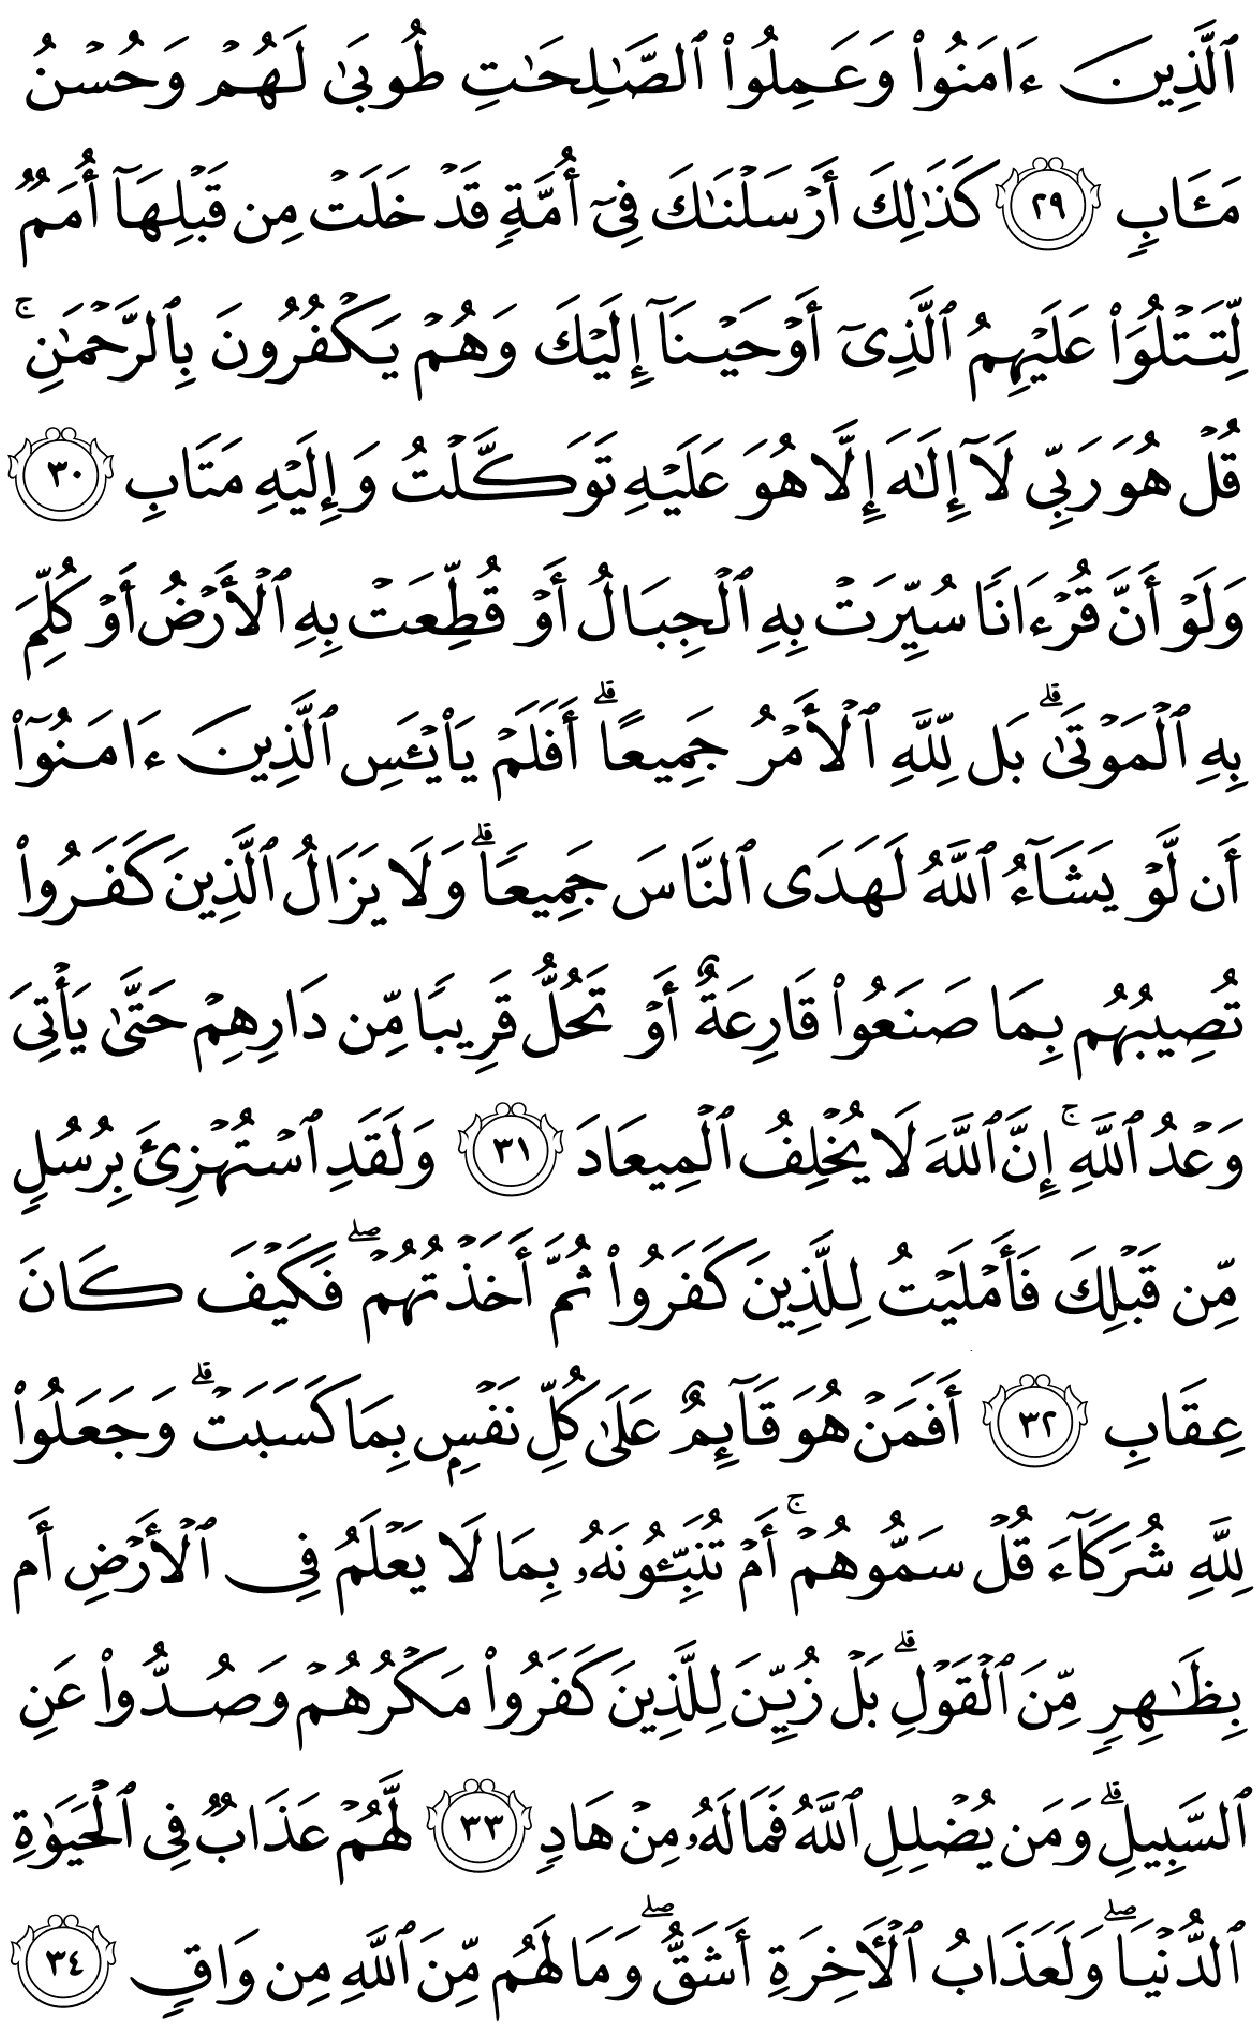 ٱلَّذِينَ ءَامَنُوا۟ وَعَمِلُوا۟ ٱلصَّـٰلِحَـٰتِ طُوبَىٰ لَهُمْ وَحُسْنُ
مَـَٔابٍ ٢٩ كَذَٰلِكَ أَرْسَلْنَـٰكَ فِىٓ أُمَّةٍ قَدْ خَلَتْ مِن قَبْلِهَآ أُمَمٌ
لِّتَتْلُوَا۟ عَلَيْهِمُ ٱلَّذِىٓ أَوْحَيْنَآ إِلَيْكَ وَهُمْ يَكْفُرُونَ بِٱلرَّحْمَـٰنِ ۚ
قُلْ هُوَ رَبِّى لَآ إِلَـٰهَ إِلَّا هُوَ عَلَيْهِ تَوَكَّلْتُ وَإِلَيْهِ مَتَابِ ٣٠
وَلَوْ أَنَّ قُرْءَانًا سُيِّرَتْ بِهِ ٱلْجِبَالُ أَوْ قُطِّعَتْ بِهِ ٱلْأَرْضُ أَوْ كُلِّمَ
بِهِ ٱلْمَوْتَىٰ ۗ بَل لِّلَّهِ ٱلْأَمْرُ جَمِيعًا ۗ أَفَلَمْ يَا۟يْـَٔسِ ٱلَّذِينَ ءَامَنُوٓا۟
أَن لَّوْ يَشَآءُ ٱللَّهُ لَهَدَى ٱلنَّاسَ جَمِيعًا ۗ وَلَا يَزَالُ ٱلَّذِينَ كَفَرُوا۟
تُصِيبُهُم بِمَا صَنَعُوا۟ قَارِعَةٌ أَوْ تَحُلُّ قَرِيبًا مِّن دَارِهِمْ حَتَّىٰ يَأْتِىَ
وَعْدُ ٱللَّهِ ۚ إِنَّ ٱللَّهَ لَا يُخْلِفُ ٱلْمِيعَادَ ٣١ وَلَقَدِ ٱسْتُهْزِئَ بِرُسُلٍ
مِّن قَبْلِكَ فَأَمْلَيْتُ لِلَّذِينَ كَفَرُوا۟ ثُمَّ أَخَذْتُهُمْ ۖ فَكَيْفَ كَانَ
عِقَابِ ٣٢ أَفَمَنْ هُوَ قَآئِمٌ عَلَىٰ كُلِّ نَفْسٍۭ بِمَا كَسَبَتْ ۗ وَجَعَلُوا۟
لِلَّهِ شُرَكَآءَ قُلْ سَمُّوهُمْ ۚ أَمْ تُنَبِّـُٔونَهُۥ بِمَا لَا يَعْلَمُ فِى ٱلْأَرْضِ أَم
بِظَـٰهِرٍ مِّنَ ٱلْقَوْلِ ۗ بَلْ زُيِّنَ لِلَّذِينَ كَفَرُوا۟ مَكْرُهُمْ وَصُدُّوا۟ عَنِ
ٱلسَّبِيلِ ۗ وَمَن يُضْلِلِ ٱللَّهُ فَمَا لَهُۥ مِنْ هَادٍ ٣٣ لَّهُمْ عَذَابٌ فِى ٱلْحَيَوٰةِ
ٱلدُّنْيَا ۖ وَلَعَذَابُ ٱلْـَٔاخِرَةِ أَشَقُّ ۖ وَمَا لَهُم مِّنَ ٱللَّهِ مِن وَاقٍ ٣٤